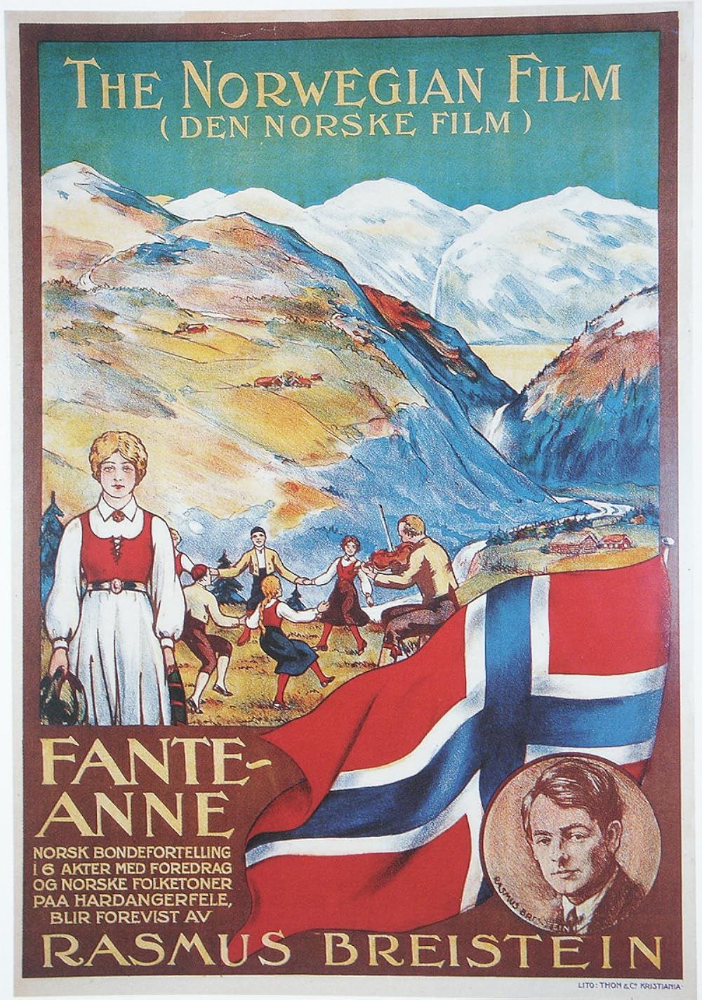 THE NORWEGIAN FILM
(DEN NORSKE FILM)
FANTE-
ANNE
NORSK BONDEFORTELLING
I 6 AKTER MED FOREDRAG
OG NORSKE FOLKETONER
PAA HARDANGERFELE,
BLIR FOREVIST AV
RASMUS BREISTEIN
RASMUS BREISTEIN
LITO: THON & Cº KRISTIANIA